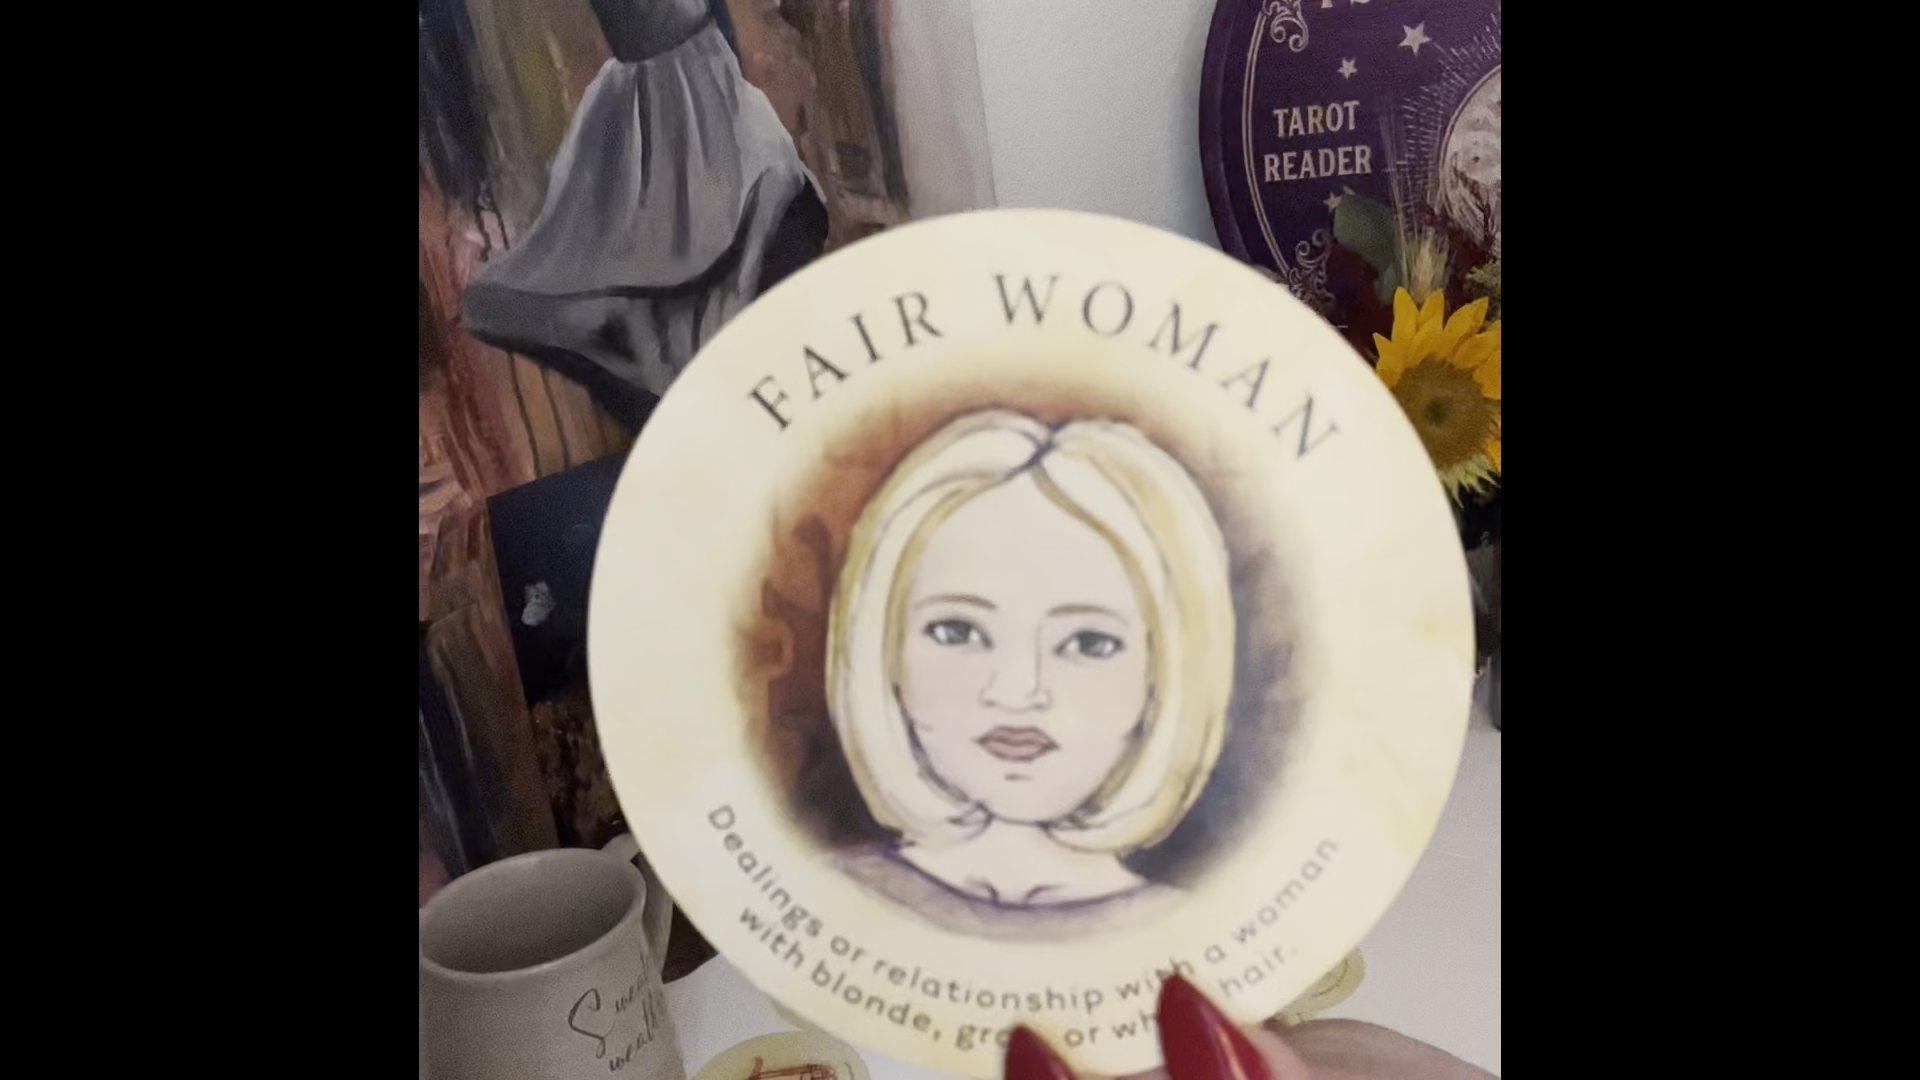 TAROT
READER
FAIR WOMAN
Dealings or relationship with a woman
with blonde, or hair.